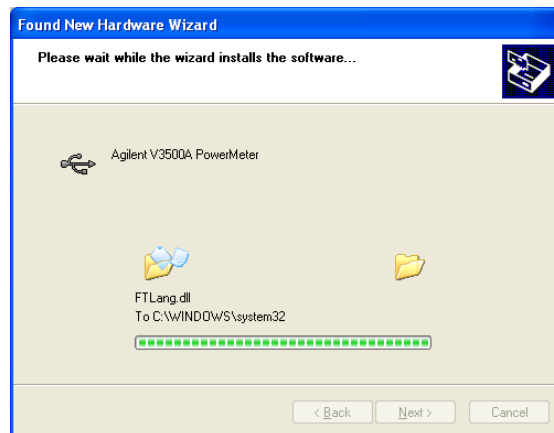 Found New Hardware Wizard
Please wait while the wizard installs the software...
Agilent V3500A PowerMeter
FTLang.dll
To C:\WINDOWS\system32
< Back
Next >
Cancel